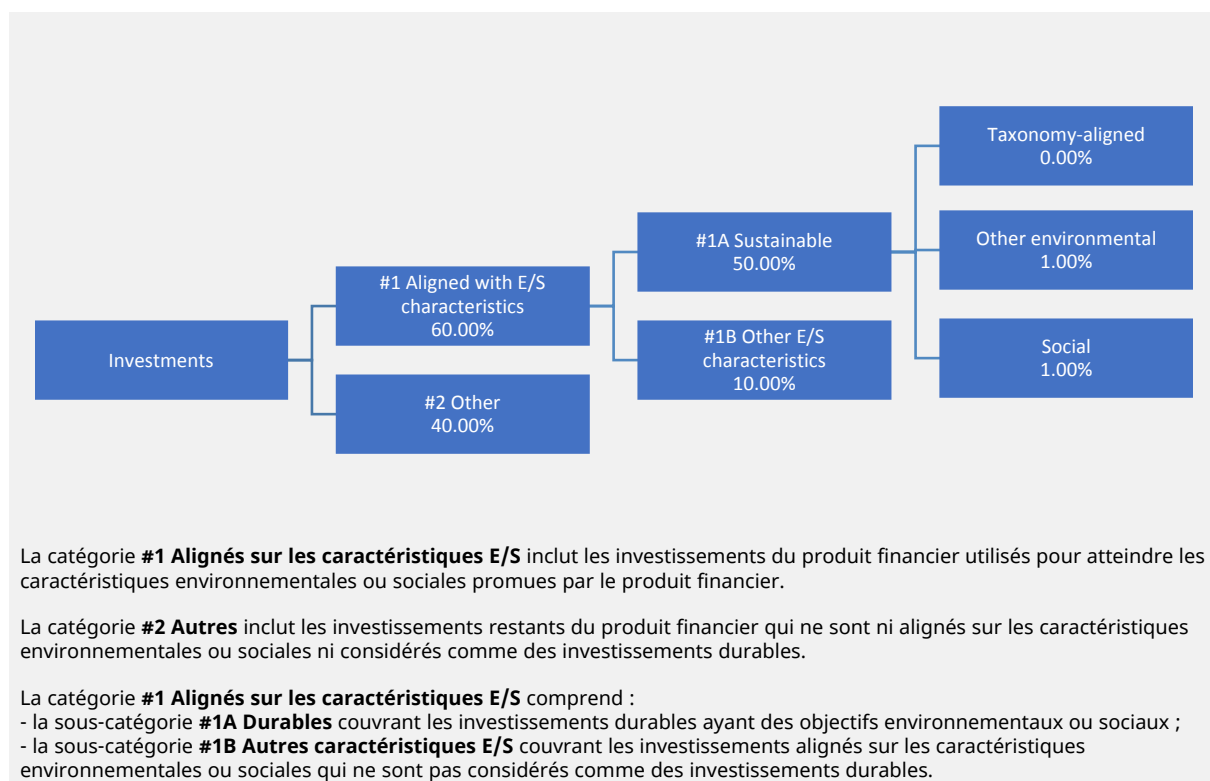 Investments
#1 Aligned with E/S
characteristics
60.00%
#2 Other
40.00%
#1A Sustainable
50.00%
#1B Other E/S
characteristics
10.00%
Taxonomy-aligned
0.00%
Other environmental
1.00%
Social
1.00%
La catégorie #1 Alignés sur les caractéristiques E/S inclut les investissements du produit financier utilisés pour atteindre les
caractéristiques environnementales ou sociales promues par le produit financier.
La catégorie #2 Autres inclut les investissements restants du produit financier qui ne sont ni alignés sur les caractéristiques
environnementales ou sociales ni considérés comme des investissements durables.
La catégorie #1 Alignés sur les caractéristiques E/S comprend :
- la sous-catégorie #1A Durables couvrant les investissements durables ayant des objectifs environnementaux ou sociaux ;
- la sous-catégorie #1B Autres caractéristiques E/S couvrant les investissements alignés sur les caractéristiques
environnementales ou sociales qui ne sont pas considérés comme des investissements durables.